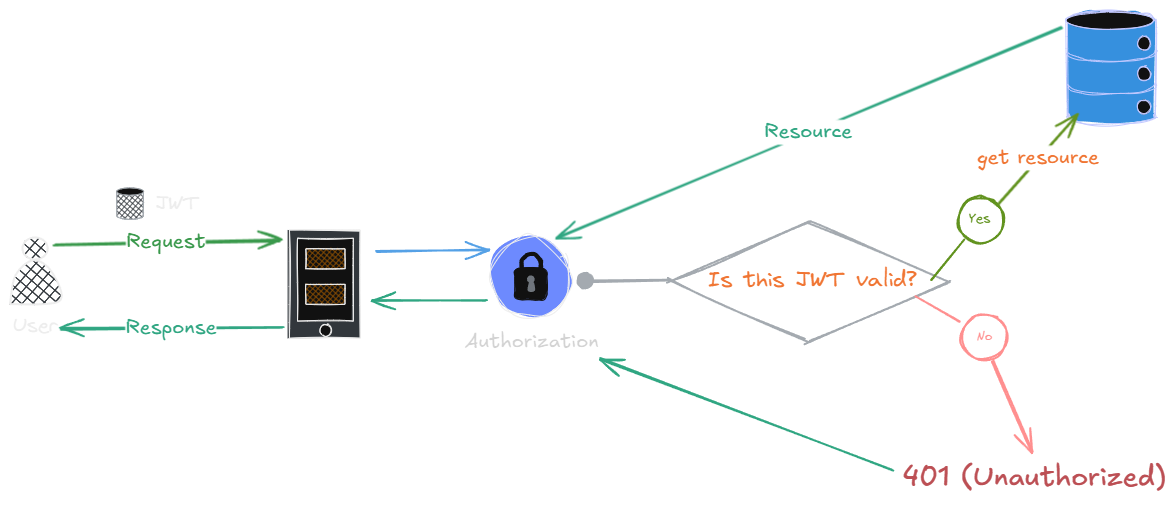 Resource
get resource
JWT
Yes
Request
Is this JWT valid?
User
Response
Authorization
No
401 (Unauthorized)